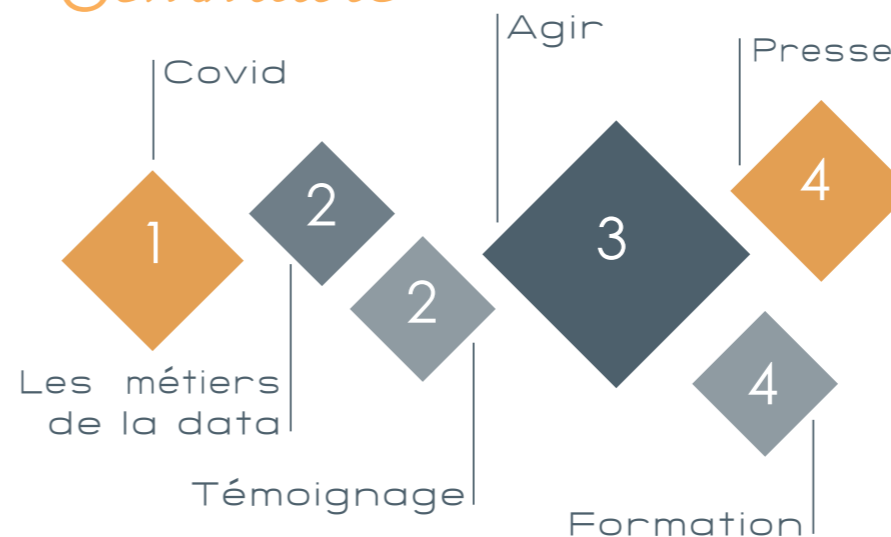 Agir
Presse
Covid
4
2
1
3
2
4
Les métiers
de la data
Témoignage
Formation